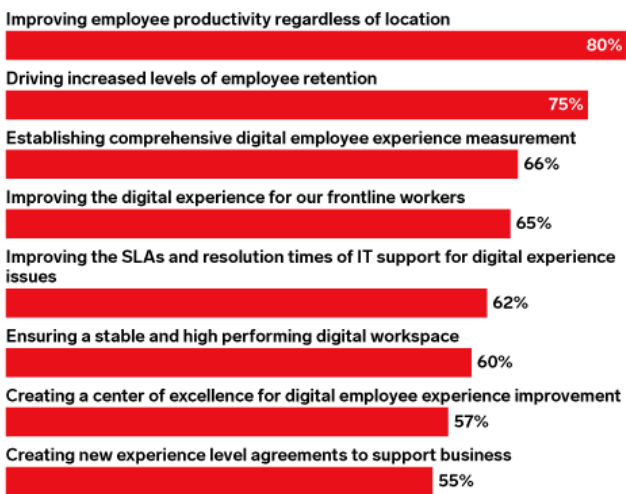 Improving employee productivity regardless of location
80%
Driving increased levels of employee retention
75%
Establishing comprehensive digital employee experience measurement
66%
Improving the digital experience for our frontline workers
65%
Improving the SLAs and resolution times of IT support for digital experience
issues
62%
Ensuring a stable and high performing digital workspace
60%
Creating a center of excellence for digital employee experience improvement
57%
Creating new experience level agreements to support business
55%